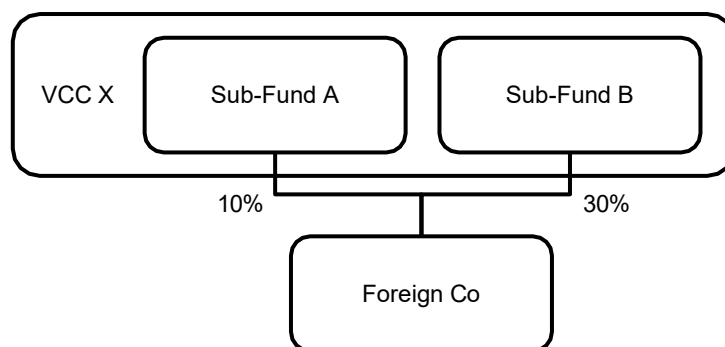 VCC X
Sub-Fund A
Sub-Fund B
10%
30%
Foreign Co